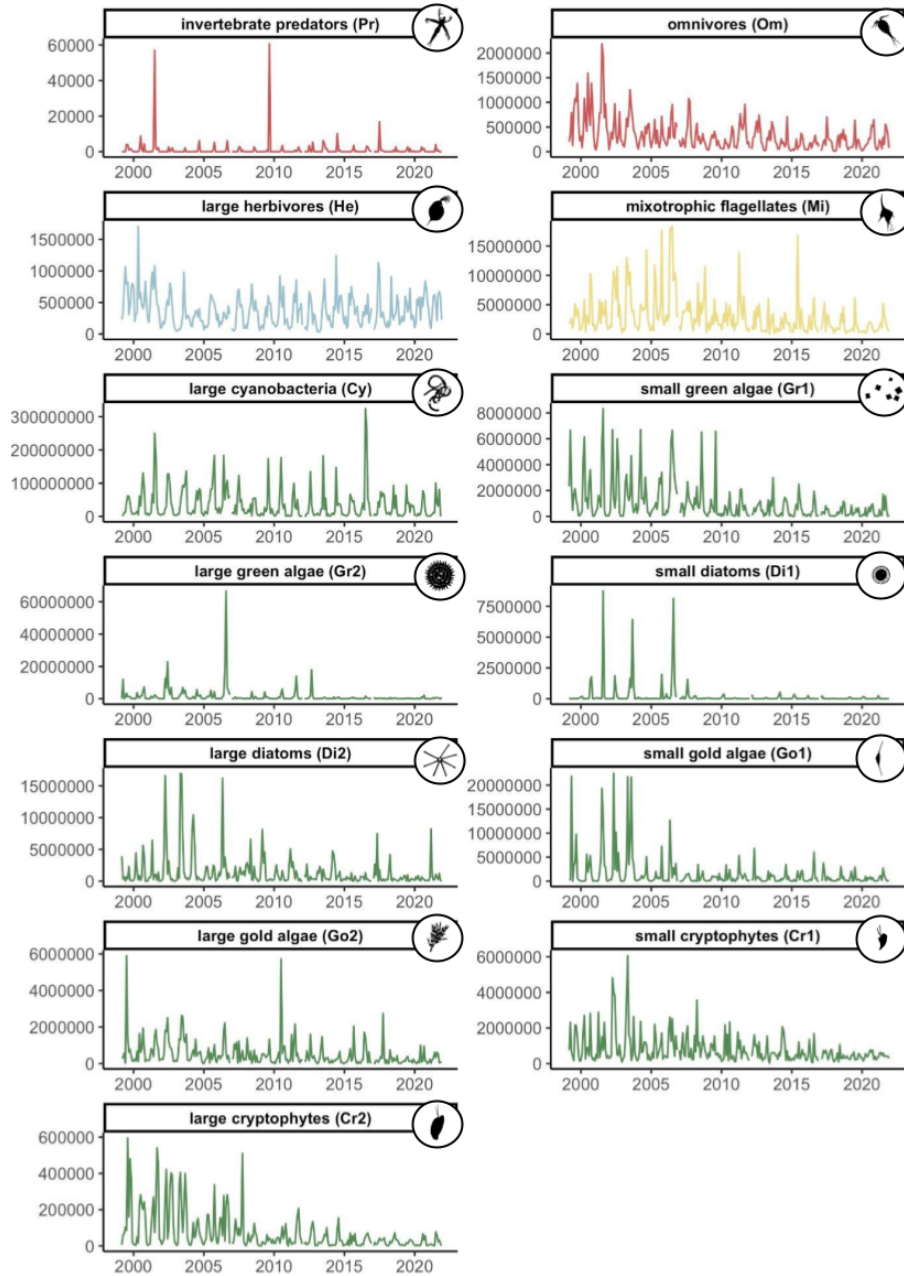 invertebrate predators (Pr)
60000
40000
20000
0
2000 2005 2010 2015 2020
omnivores (Om)
2000000
1500000
1000000
500000
0
2000 2005 2010 2015 2020
large herbivores (He)
1500000
1000000
500000
0
2000 2005 2010 2015 2020
mixotrophic flagellates (Mi)
15000000
10000000
5000000
0
2000 2005 2010 2015 2020
large cyanobacteria (Cy)
300000000
200000000
100000000
0
2000 2005 2010 2015 2020
small green algae (Gr1)
8000000
6000000
4000000
2000000
0
2000 2005 2010 2015 2020
large green algae (Gr2)
60000000
40000000
20000000
0
2000 2005 2010 2015 2020
small diatoms (Di1)
7500000
5000000
2500000
0
2000 2005 2010 2015 2020
large diatoms (Di2)
15000000
10000000
5000000
0
2000 2005 2010 2015 2020
small gold algae (Go1)
20000000
15000000
10000000
5000000
0
2000 2005 2010 2015 2020
large gold algae (Go2)
6000000
4000000
2000000
0
2000 2005 2010 2015 2020
small cryptophytes (Cr1)
6000000
4000000
2000000
0
2000 2005 2010 2015 2020
large cryptophytes (Cr2)
600000
400000
200000
0
2000 2005 2010 2015 2020